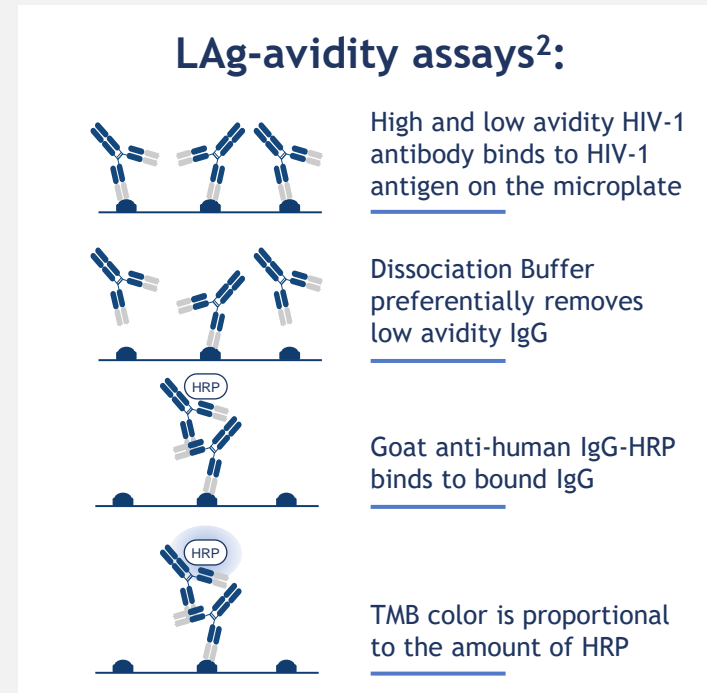 LAg-avidity assays²:
High and low avidity HIV-1
antibody binds to HIV-1
antigen on the microplate
Dissociation Buffer
preferentially removes
low avidity IgG
HRP
Goat anti-human IgG-HRP
binds to bound IgG
HRP
TMB color is proportional
to the amount of HRP